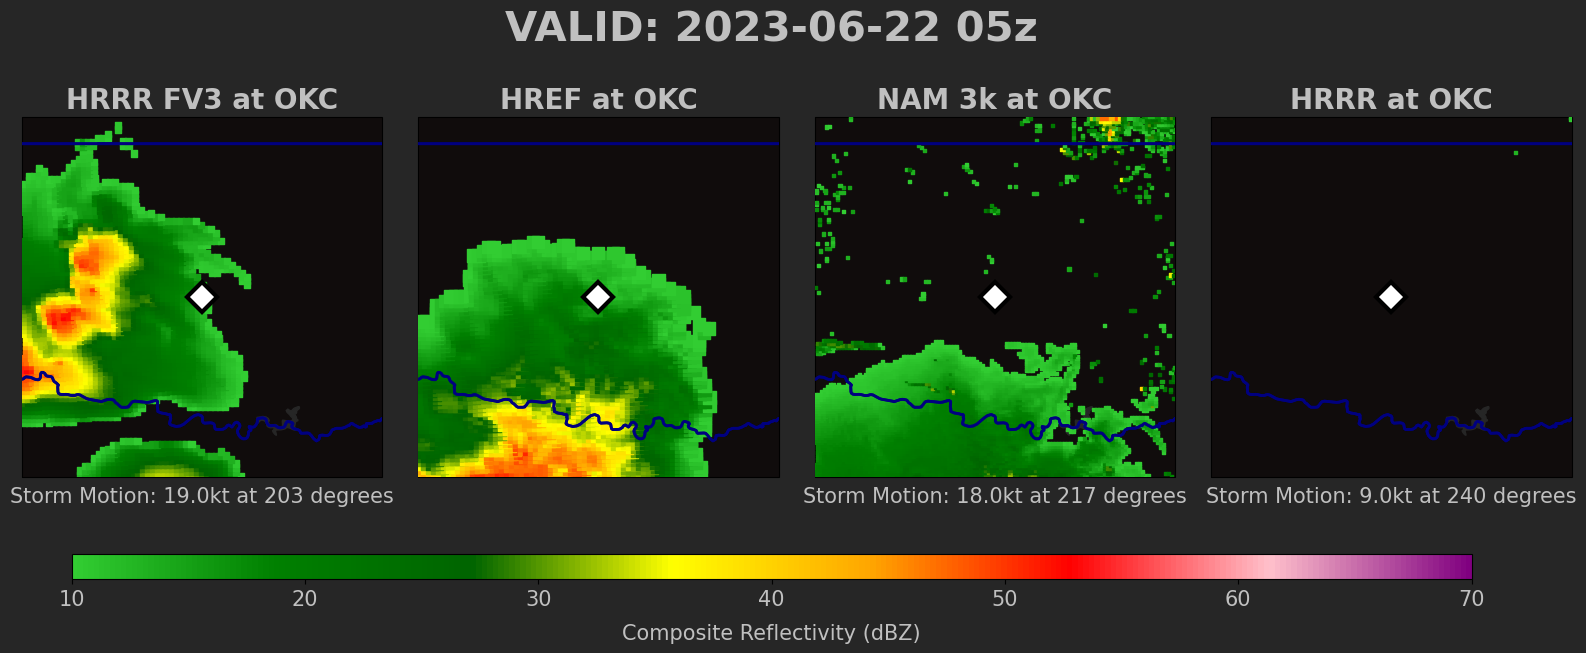 VALID: 2023-06-22 05z
HRRR FV3 at OKC
HREF at OKC
NAM 3k at OKC
HRRR at OKC
Storm Motion: 19.0kt at 203 degrees
Storm Motion: 18.0kt at 217 degrees
Storm Motion: 9.0kt at 240 degrees
10 20 30 40 50 60 70
Composite Reflectivity (dBZ)